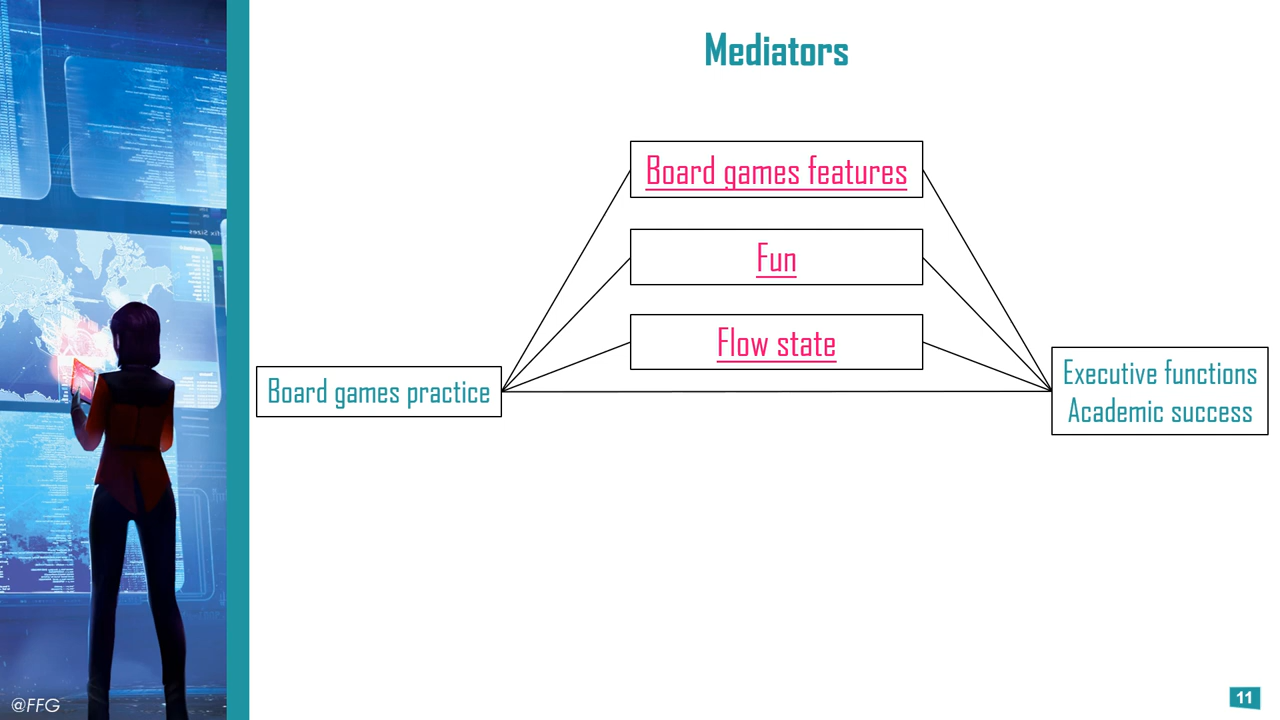 Mediators
Board games features
Fun
Flow state
Board games practice
Executive functions
Academic success
@FFG
11